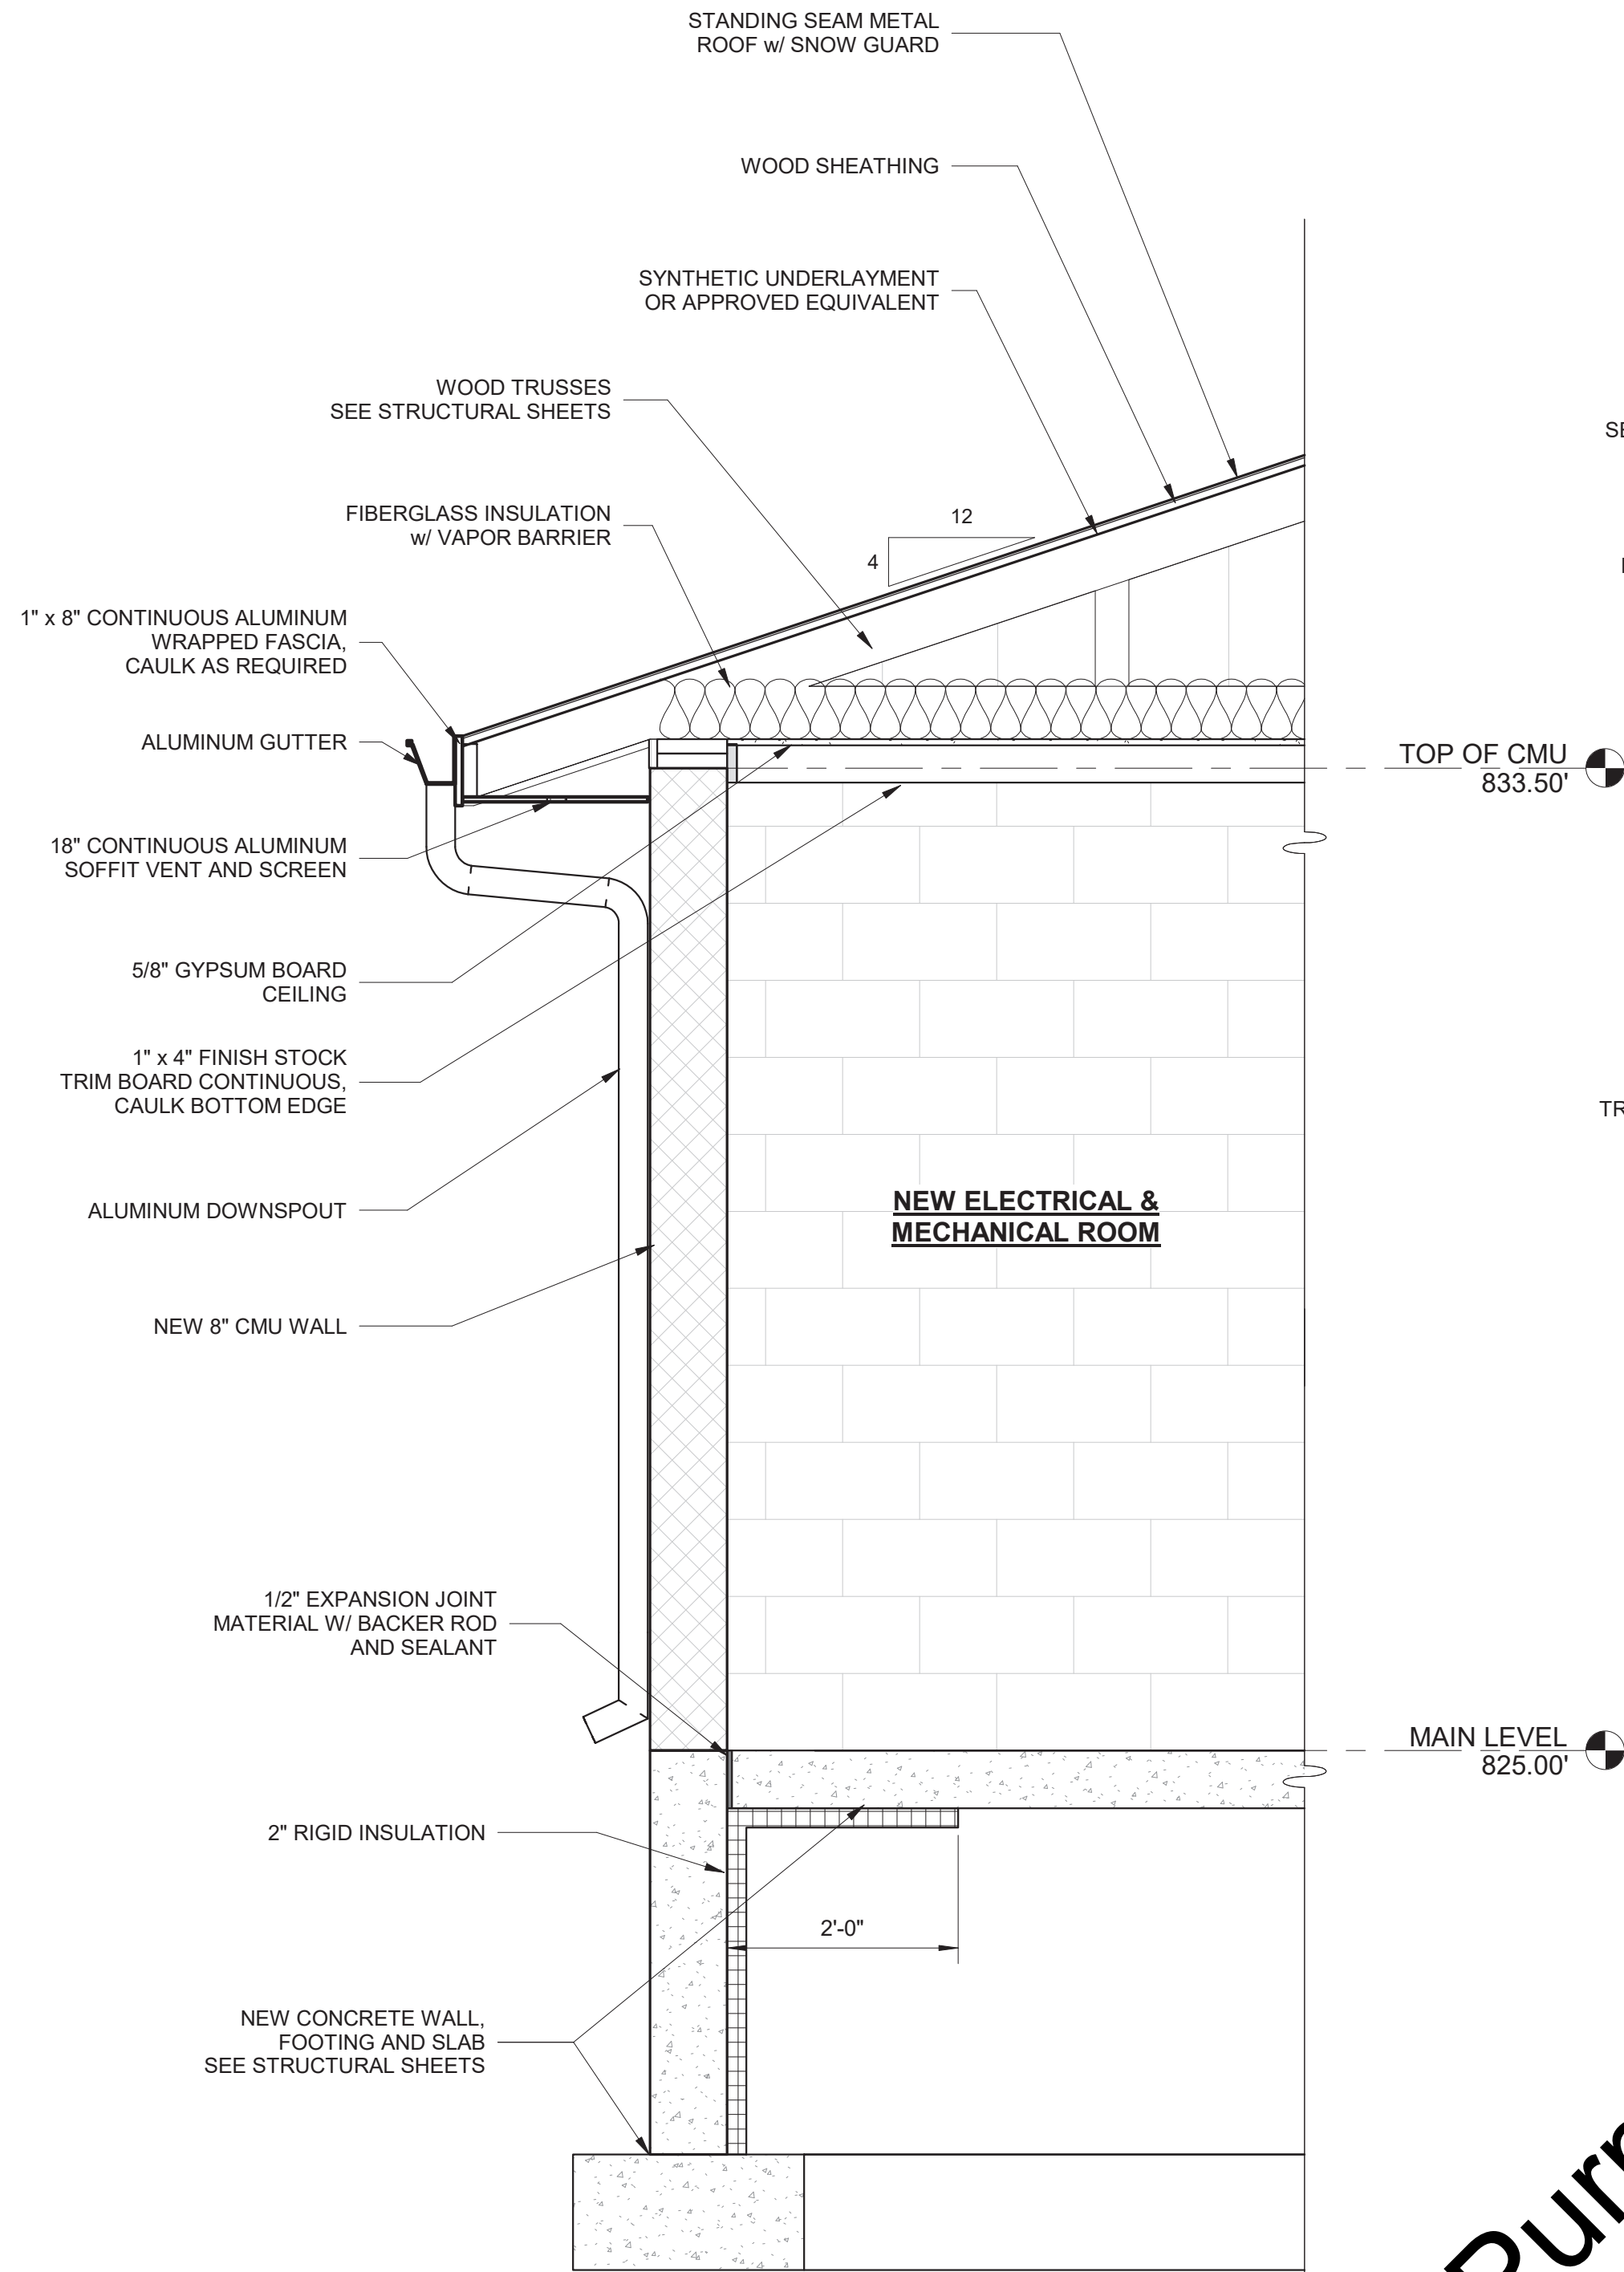 STANDING SEAM METAL
ROOF w/ SNOW GUARD
WOOD SHEATHING
SYNTHETIC UNDERLAYMENT
OR APPROVED EQUIVALENT
WOOD TRUSSES
SEE STRUCTURAL SHEETS
FIBERGLASS INSULATION
w/ VAPOR BARRIER
12
4
1" x 8" CONTINUOUS ALUMINUM
WRAPPED FASCIA,
CAULK AS REQUIRED
ALUMINUM GUTTER
TOP OF CMU
833.50'
18" CONTINUOUS ALUMINUM
SOFFIT VENT AND SCREEN
5/8" GYPSUM BOARD
CEILING
1" x 4" FINISH STOCK
TRIM BOARD CONTINUOUS,
CAULK BOTTOM EDGE
ALUMINUM DOWNSPOUT
NEW ELECTRICAL &
MECHANICAL ROOM
NEW 8" CMU WALL
1/2" EXPANSION JOINT
MATERIAL W/ BACKER ROD
AND SEALANT
MAIN LEVEL
825.00'
2" RIGID INSULATION
2'-0"
NEW CONCRETE WALL,
FOOTING AND SLAB
SEE STRUCTURAL SHEETS